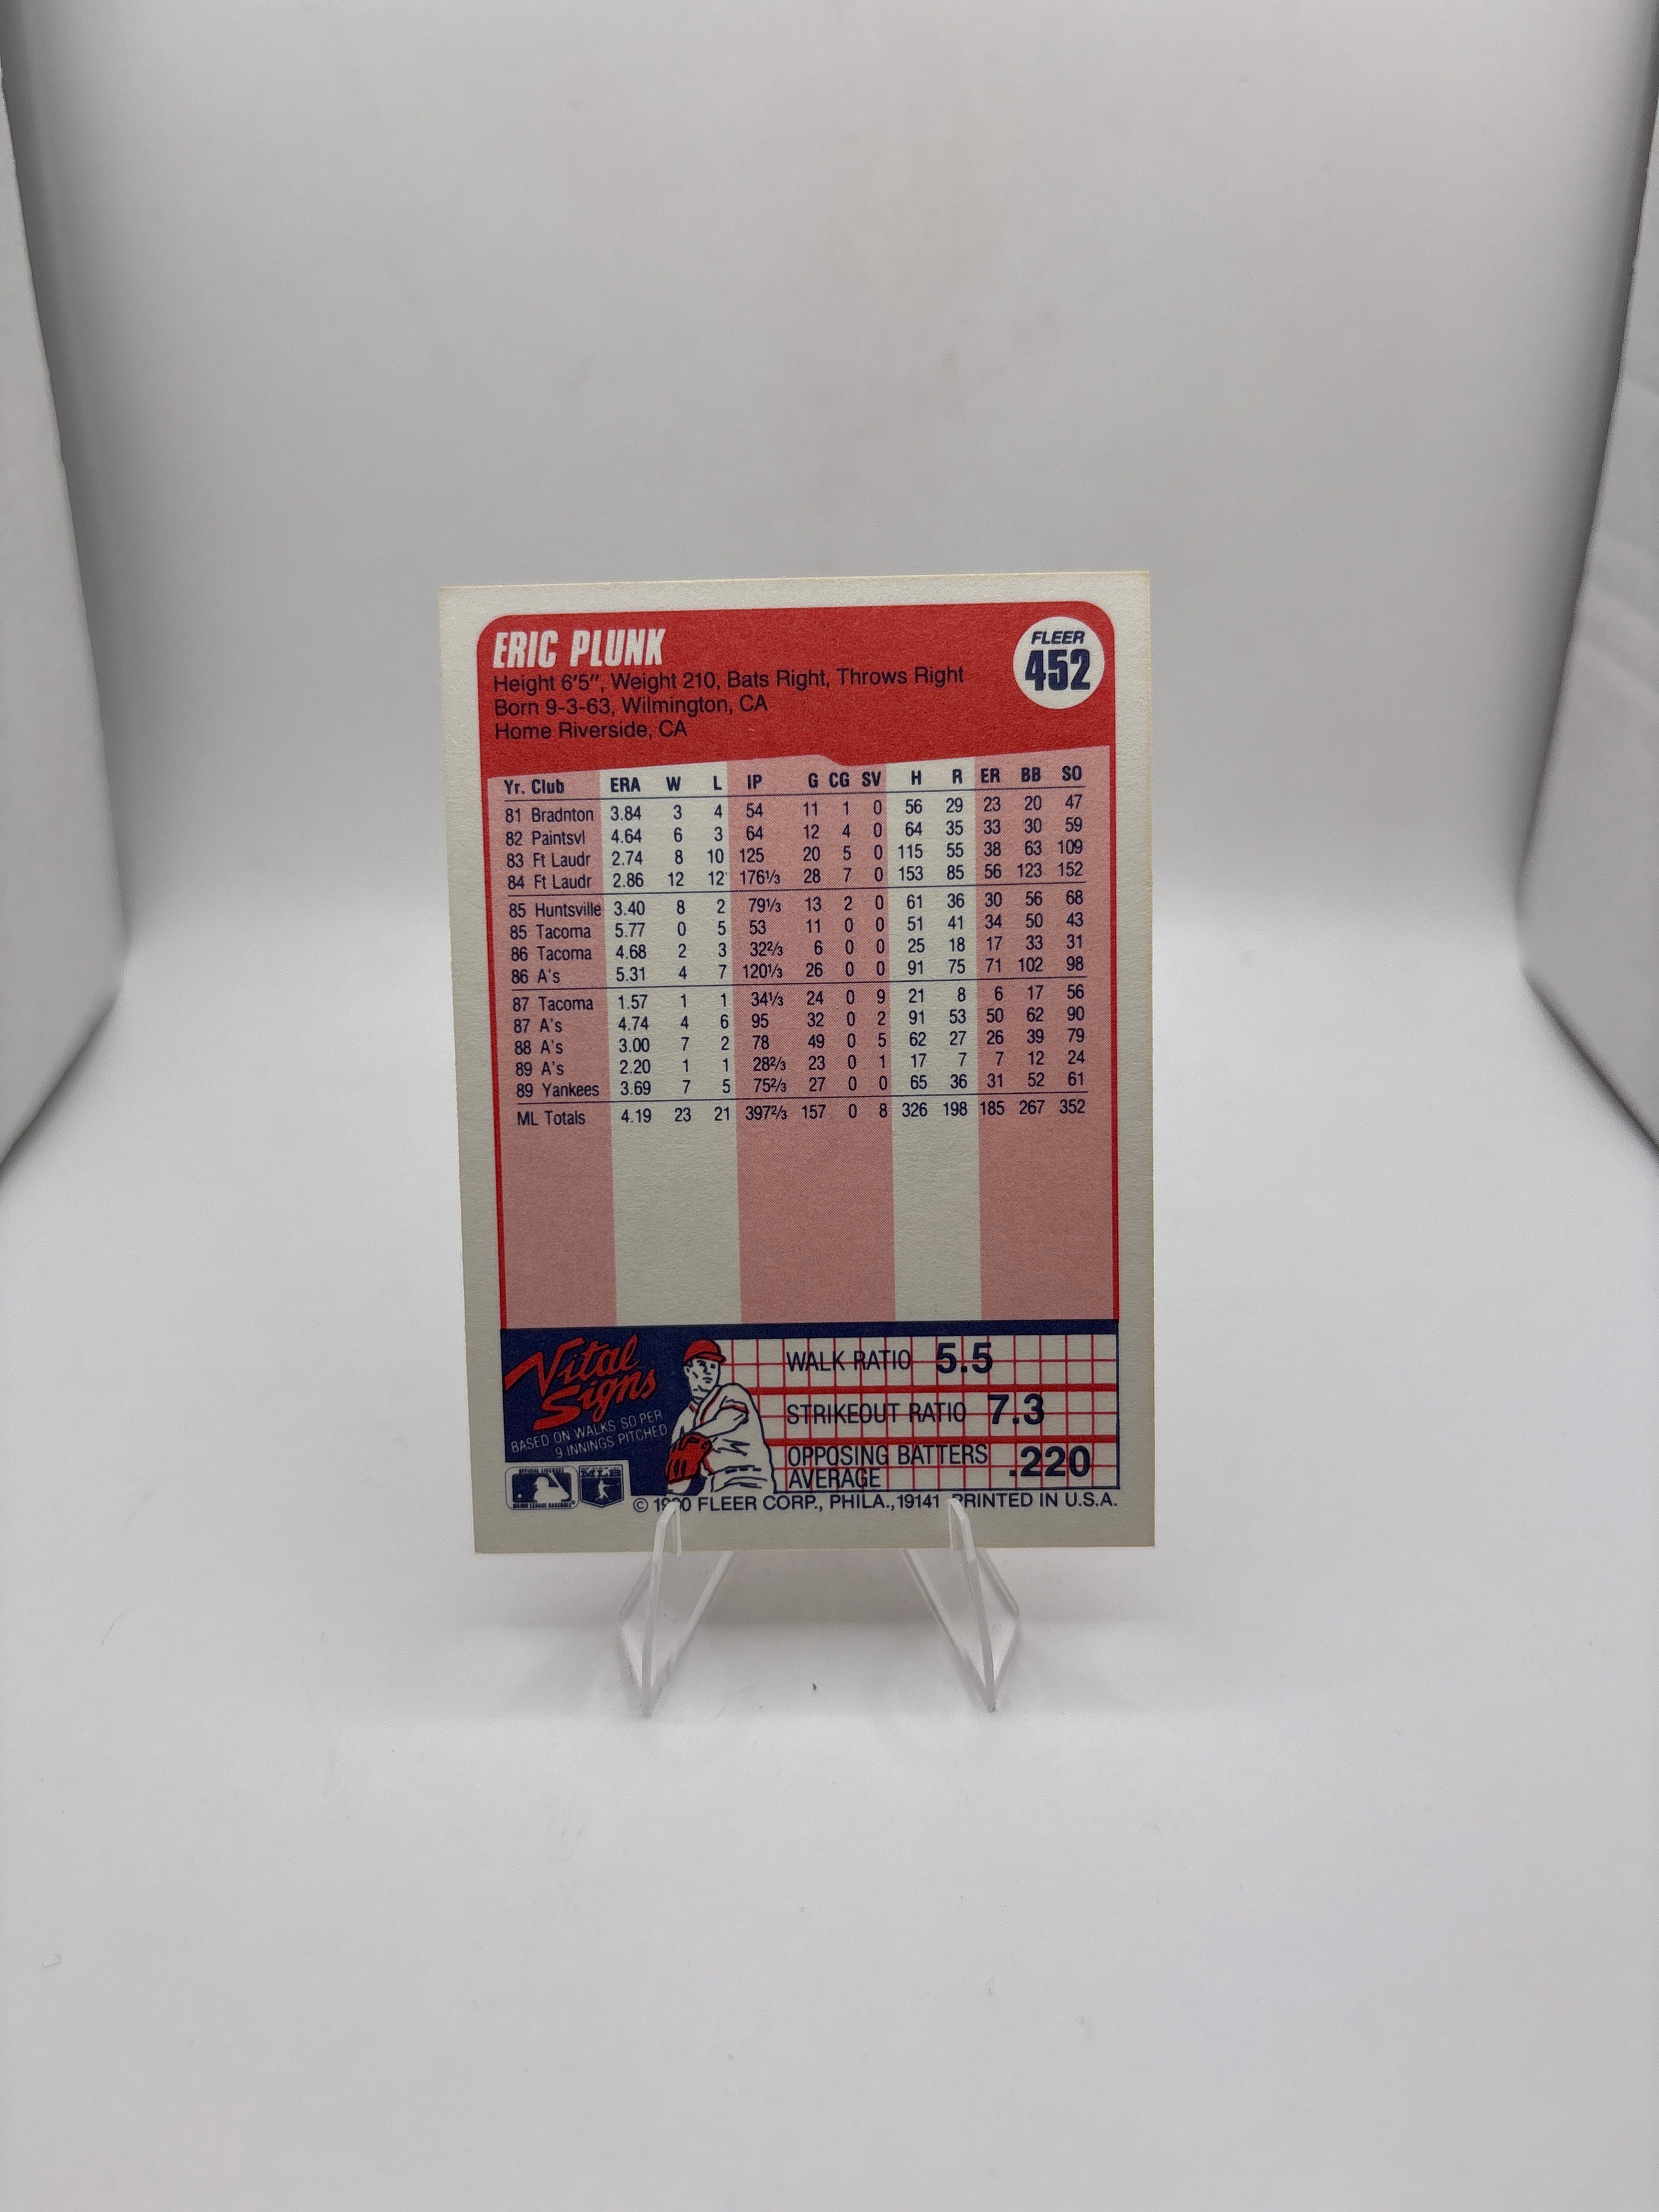 ERIC PLUNK
FLEER
452
Height 6'5", Weight 210, Bats Right, Throws Right
Born 9-3-63, Wilmington, CA
Home Riverside, CA
Yr. Club ERA W L IP G CG SV H R ER BB SO
81 Bradnton 3.84 3 4 54 11 1 0 56 29 23 20 47
82 Paintsvl 4.64 6 3 64 12 4 0 64 35 33 30 59
83 Ft Laudr 2.74 8 10 125 20 5 0 115 55 38 63 109
84 Ft Laudr 2.86 12 12 176⅓ 28 7 0 153 85 56 123 152
85 Huntsville 3.40 8 2 79⅓ 13 2 0 61 36 30 56 68
85 Tacoma 5.77 0 5 53 11 0 0 51 41 34 50 43
86 Tacoma 4.68 2 3 32⅔ 6 0 0 25 18 17 33 31
86 A's 5.31 4 7 120⅓ 26 0 0 91 75 71 102 98
87 Tacoma 1.57 1 1 34⅓ 24 0 9 21 8 6 17 56
87 A's 4.74 4 6 95 32 0 2 91 53 50 62 90
88 A's 3.00 7 2 78 49 0 5 62 27 26 39 79
89 A's 2.20 1 1 28⅔ 23 0 1 17 7 7 12 24
89 Yankees 3.69 7 5 75⅔ 27 0 0 65 36 31 52 61
ML Totals 4.19 23 21 397⅔ 157 0 8 326 198 185 267 352
Vital
Signs
BASED ON WALKS SO PER
9 INNINGS PITCHED
WALK RATIO 5.5
STRIKEOUT RATIO 7.3
OPPOSING BATTERS
AVERAGE .220
MLB
© 1990 FLEER CORP., PHILA., 19141 PRINTED IN U.S.A.